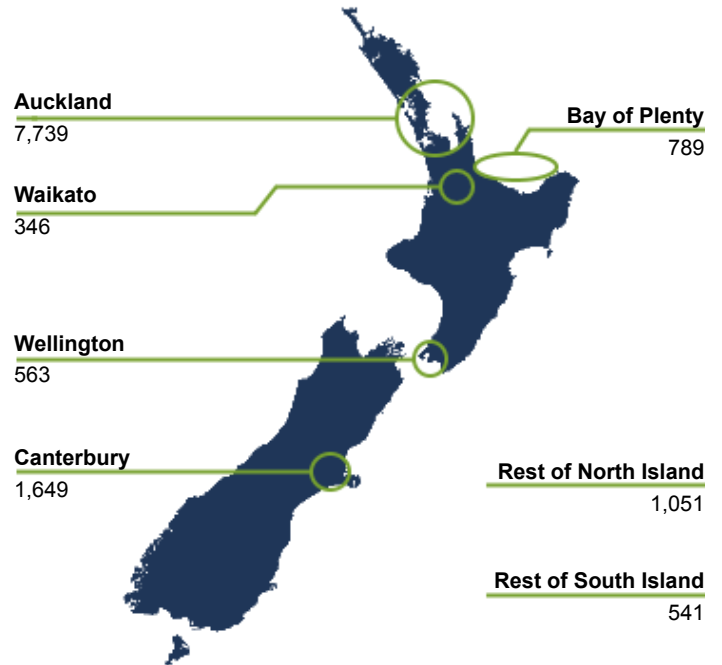 Auckland
7,739
Bay of Plenty
789
Waikato
346
Wellington
563
Canterbury
1,649
Rest of North Island
1,051
Rest of South Island
541